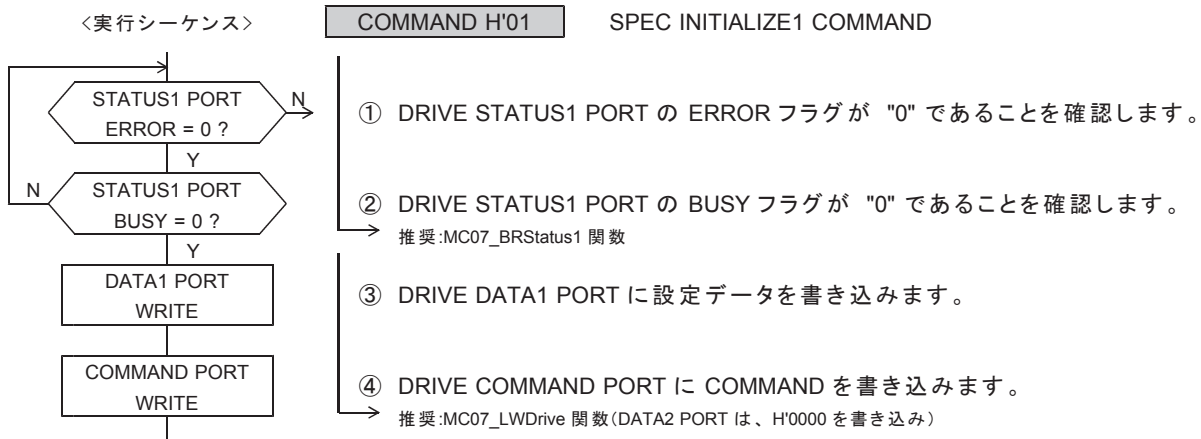 <実行シーケンス>
COMMAND H'01
SPEC INITIALIZE1 COMMAND
STATUS1 PORT
ERROR = 0 ?
N
Y
N
STATUS1 PORT
BUSY = 0 ?
Y
DATA1 PORT
WRITE
COMMAND PORT
WRITE
① DRIVE STATUS1 PORT の ERROR フラグが "0" であることを確認します。
② DRIVE STATUS1 PORT の BUSY フラグが "0" であることを確認します。
推奨:MC07_BRStatus1 関数
③ DRIVE DATA1 PORT に設定データを書き込みます。
④ DRIVE COMMAND PORT に COMMAND を書き込みます。
推奨:MC07_LWDrive 関数(DATA2 PORT は、H'0000 を書き込み)